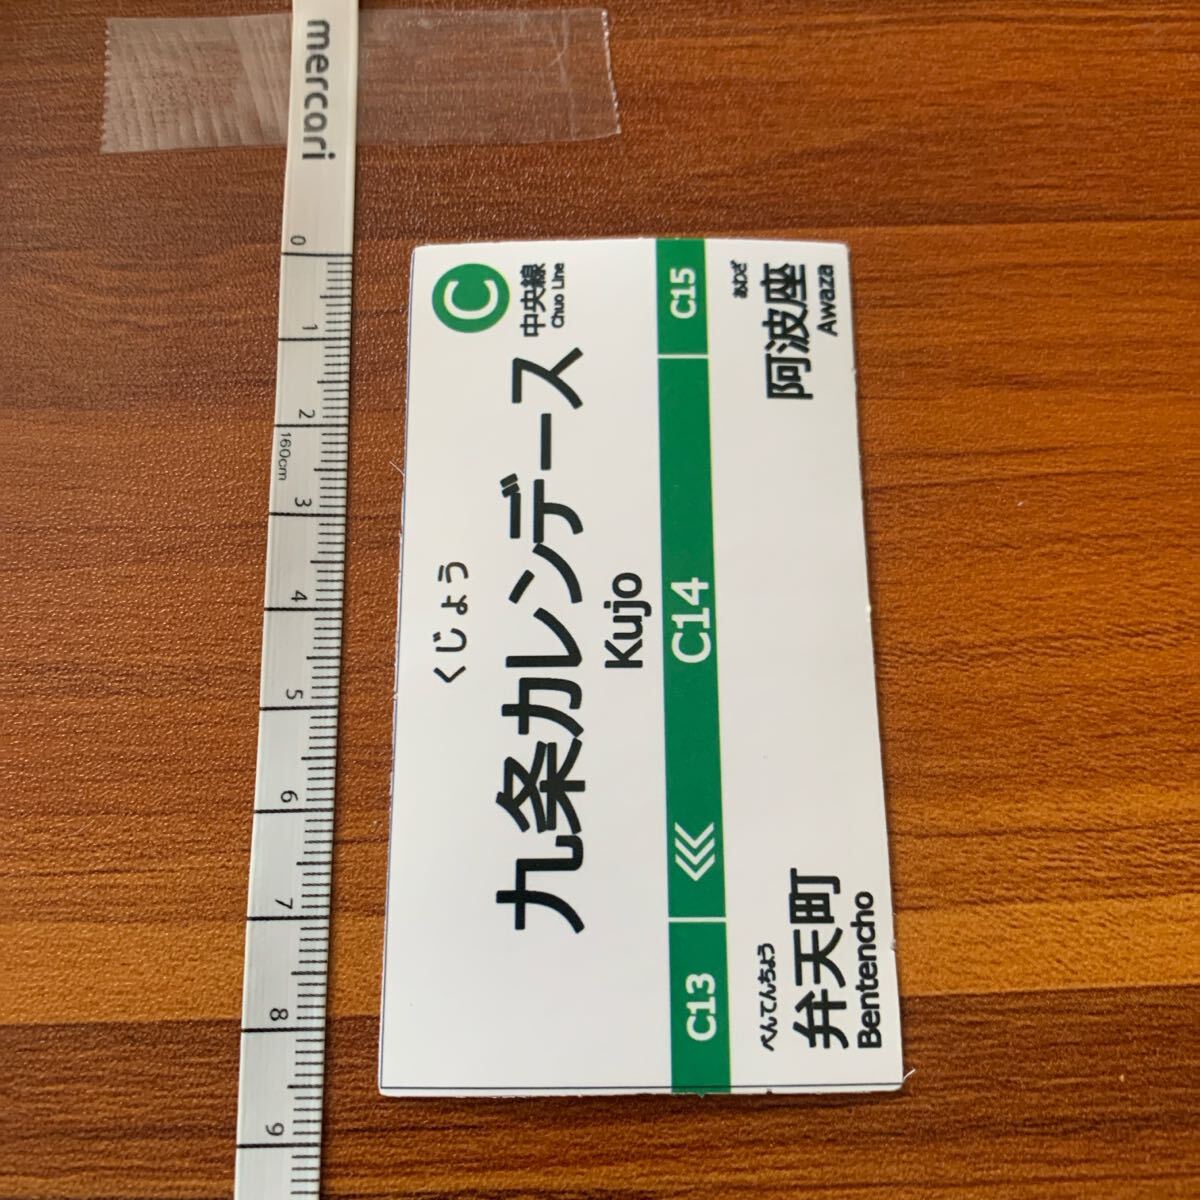 mercari
0
1
2
160cm
3
4
5
6
7
8
9
C
中央線
Chuo Line
くじょう
九条カレンデース
Kujo
C13
C14
C15
べんてんちょう
弁天町
Bentencho
あわざ
阿波座
Awaza